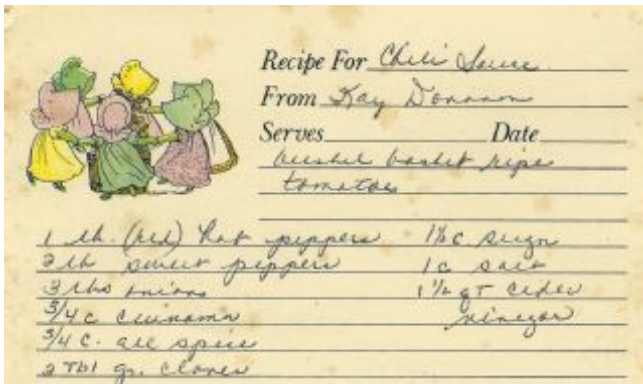 Recipe For Chili Sauce
From Kay Donnason
Serves Date
bushel basket ripe
tomatoes
1 lb. (red) hot peppers 1½ c sugar
2 lb sweet peppers 1 c salt
3 lbs onions 1½ qt cider
3/4 c cinnamon vinegar
3/4 c. all spice
2 Tbl gr. cloves